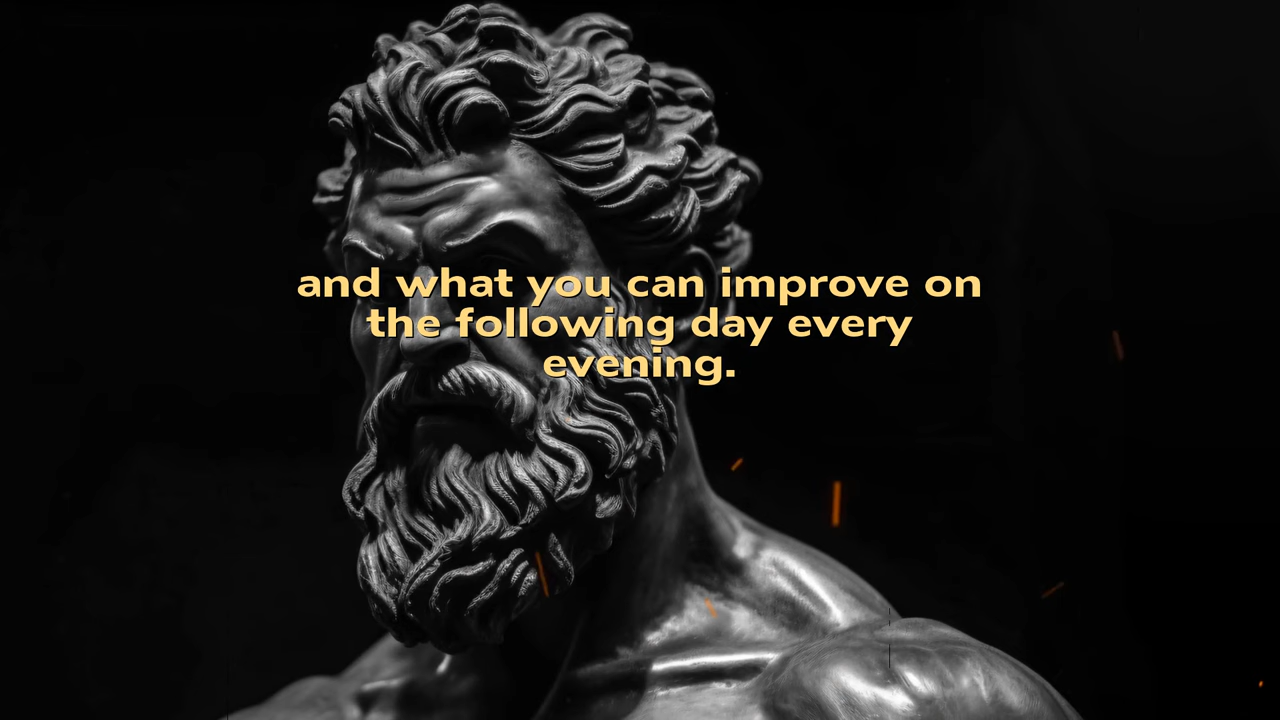 and what you can improve on
the following day every
evening.